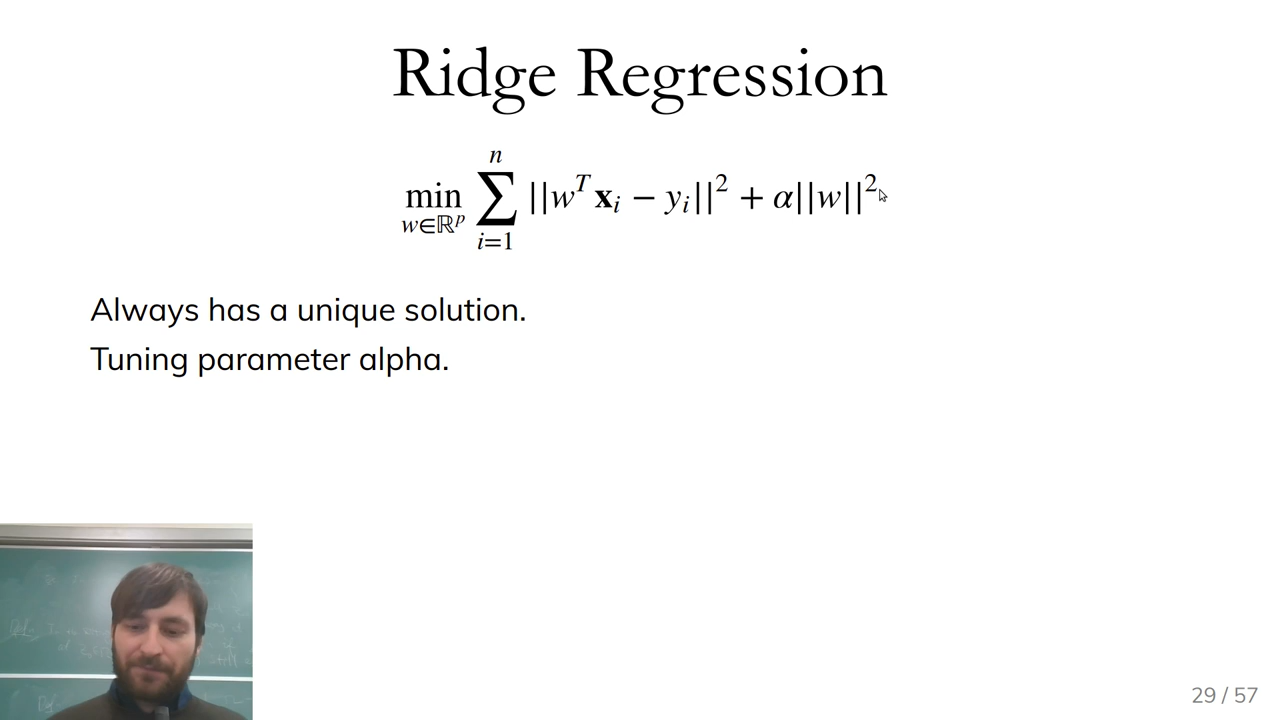 Ridge Regression
min_{w∈ℝ^p} ∑_{i=1}^{n} ||w^T 𝐱_i − y_i||^2 + α||w||^2
Always has a unique solution.
Tuning parameter alpha.
29 / 57